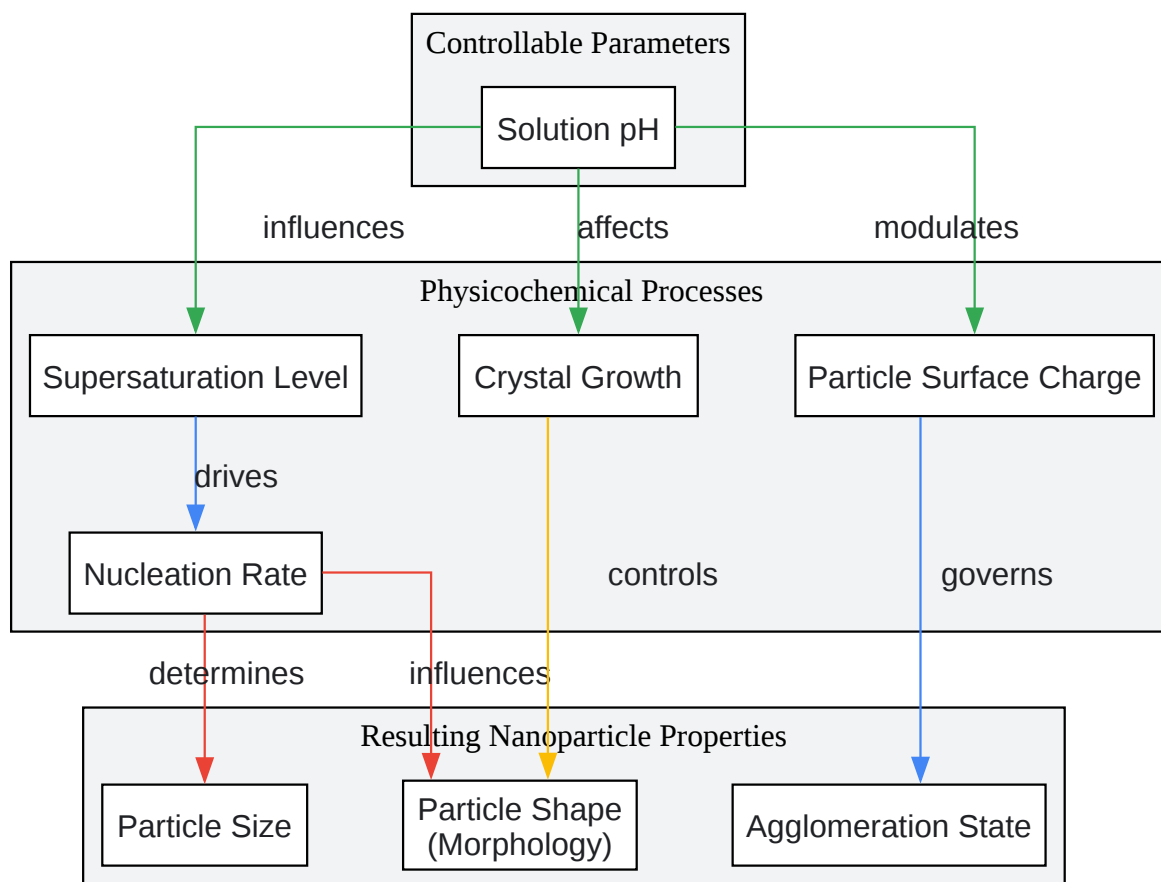 Controllable Parameters
Solution pH
influences
affects
modulates
Physicochemical Processes
Supersaturation Level
Crystal Growth
Particle Surface Charge
drives
Nucleation Rate
controls
governs
determines
influences
Resulting Nanoparticle Properties
Particle Size
Particle Shape
(Morphology)
Agglomeration State